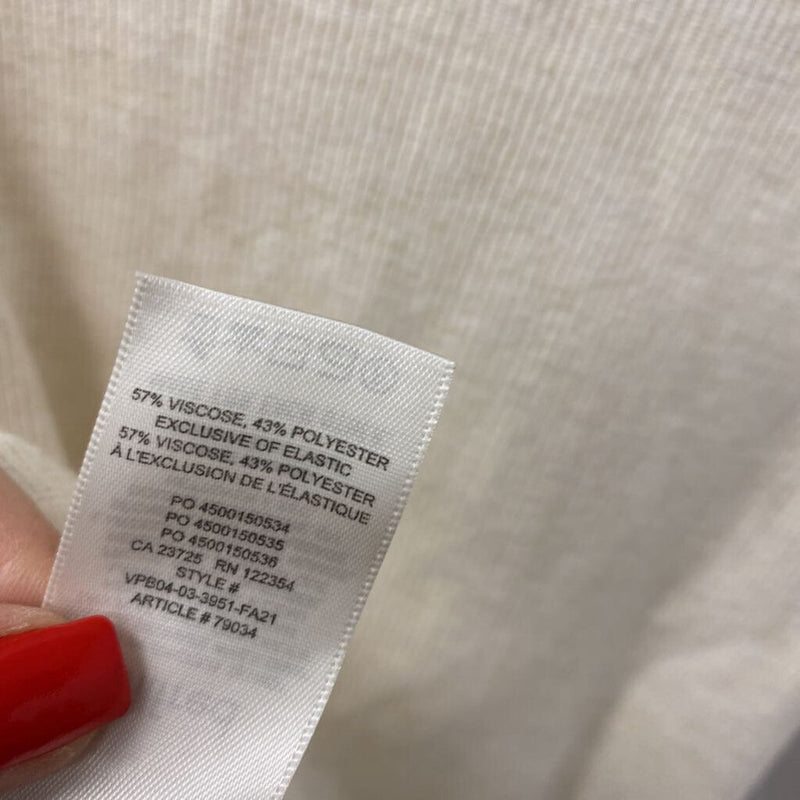 57% VISCOSE, 43% POLYESTER
EXCLUSIVE OF ELASTIC
57% VISCOSE, 43% POLYESTER
À L'EXCLUSION DE L'ÉLASTIQUE
PO 4500150534
PO 4500150535
PO 4500150536
CA 23725 RN 122354
STYLE #
VPB04-03-3951-FA21
ARTICLE # 79034